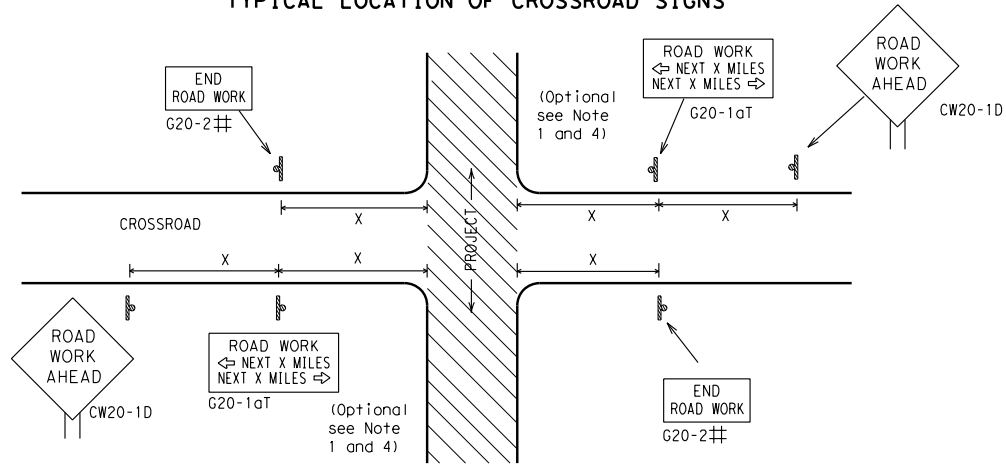 TYPICAL LOCATION OF CROSSROAD SIGNS
ROAD WORK
⇦ NEXT X MILES
NEXT X MILES ⇨
G20-1aT
ROAD
WORK
AHEAD
CW20-1D
END
ROAD WORK
G20-2#
(Optional
see Note
1 and 4)
X
X
X
CROSSROAD
PROJECT
X
X
X
ROAD
WORK
AHEAD
CW20-1D
ROAD WORK
⇦ NEXT X MILES
NEXT X MILES ⇨
G20-1aT
(Optional
see Note
1 and 4)
END
ROAD WORK
G20-2#